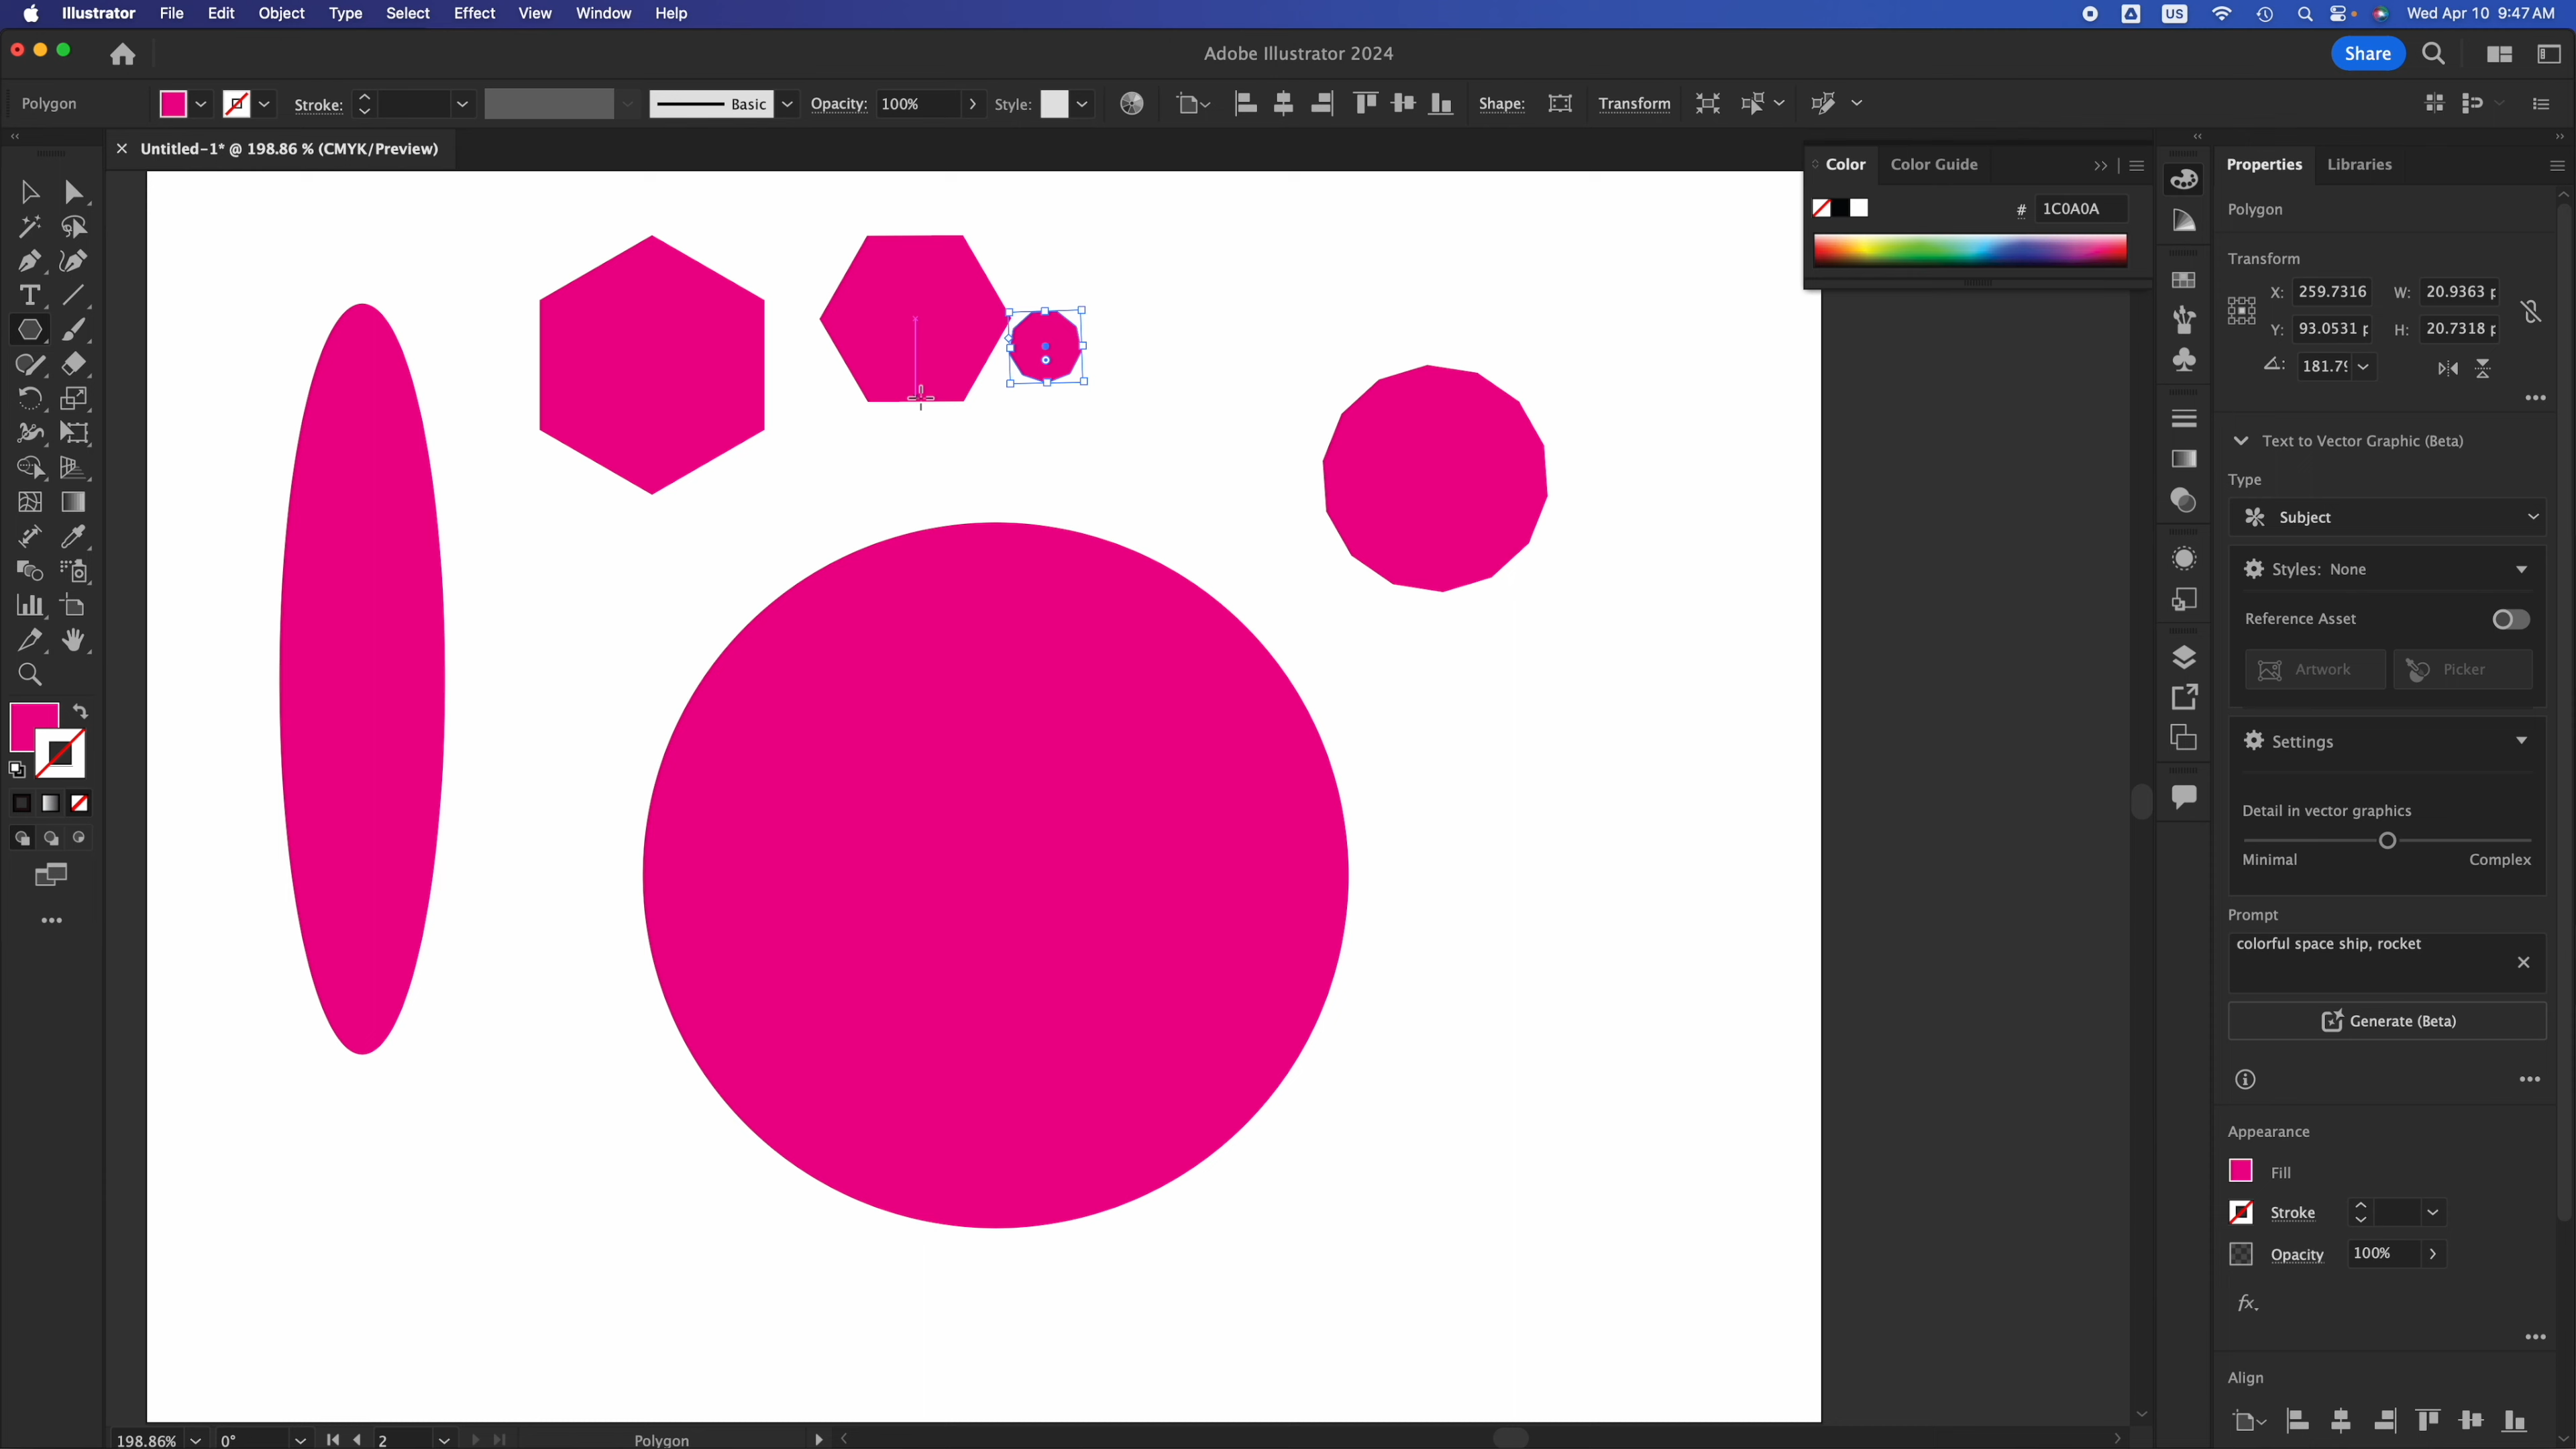 Illustrator File Edit Object Type Select Effect View Window Help US Wed Apr 10 9:47 AM
Adobe Illustrator 2024 Share
Polygon Stroke: Basic Opacity: 100% Style: Shape: Transform
Untitled-1* @ 198.86 % (CMYK/Preview)
Color Color Guide
# 1C0A0A
Properties Libraries
Polygon
Transform
X: 259.7316 W: 20.9363 p
Y: 93.0531 p H: 20.7318 p
181.79
Text to Vector Graphic (Beta)
Type
Subject
Styles: None
Reference Asset
Artwork Picker
Settings
Detail in vector graphics
Minimal Complex
Prompt
colorful space ship, rocket
Generate (Beta)
Appearance
Fill
Stroke
Opacity 100%
fx
Align
198.86% 0° 2 Polygon